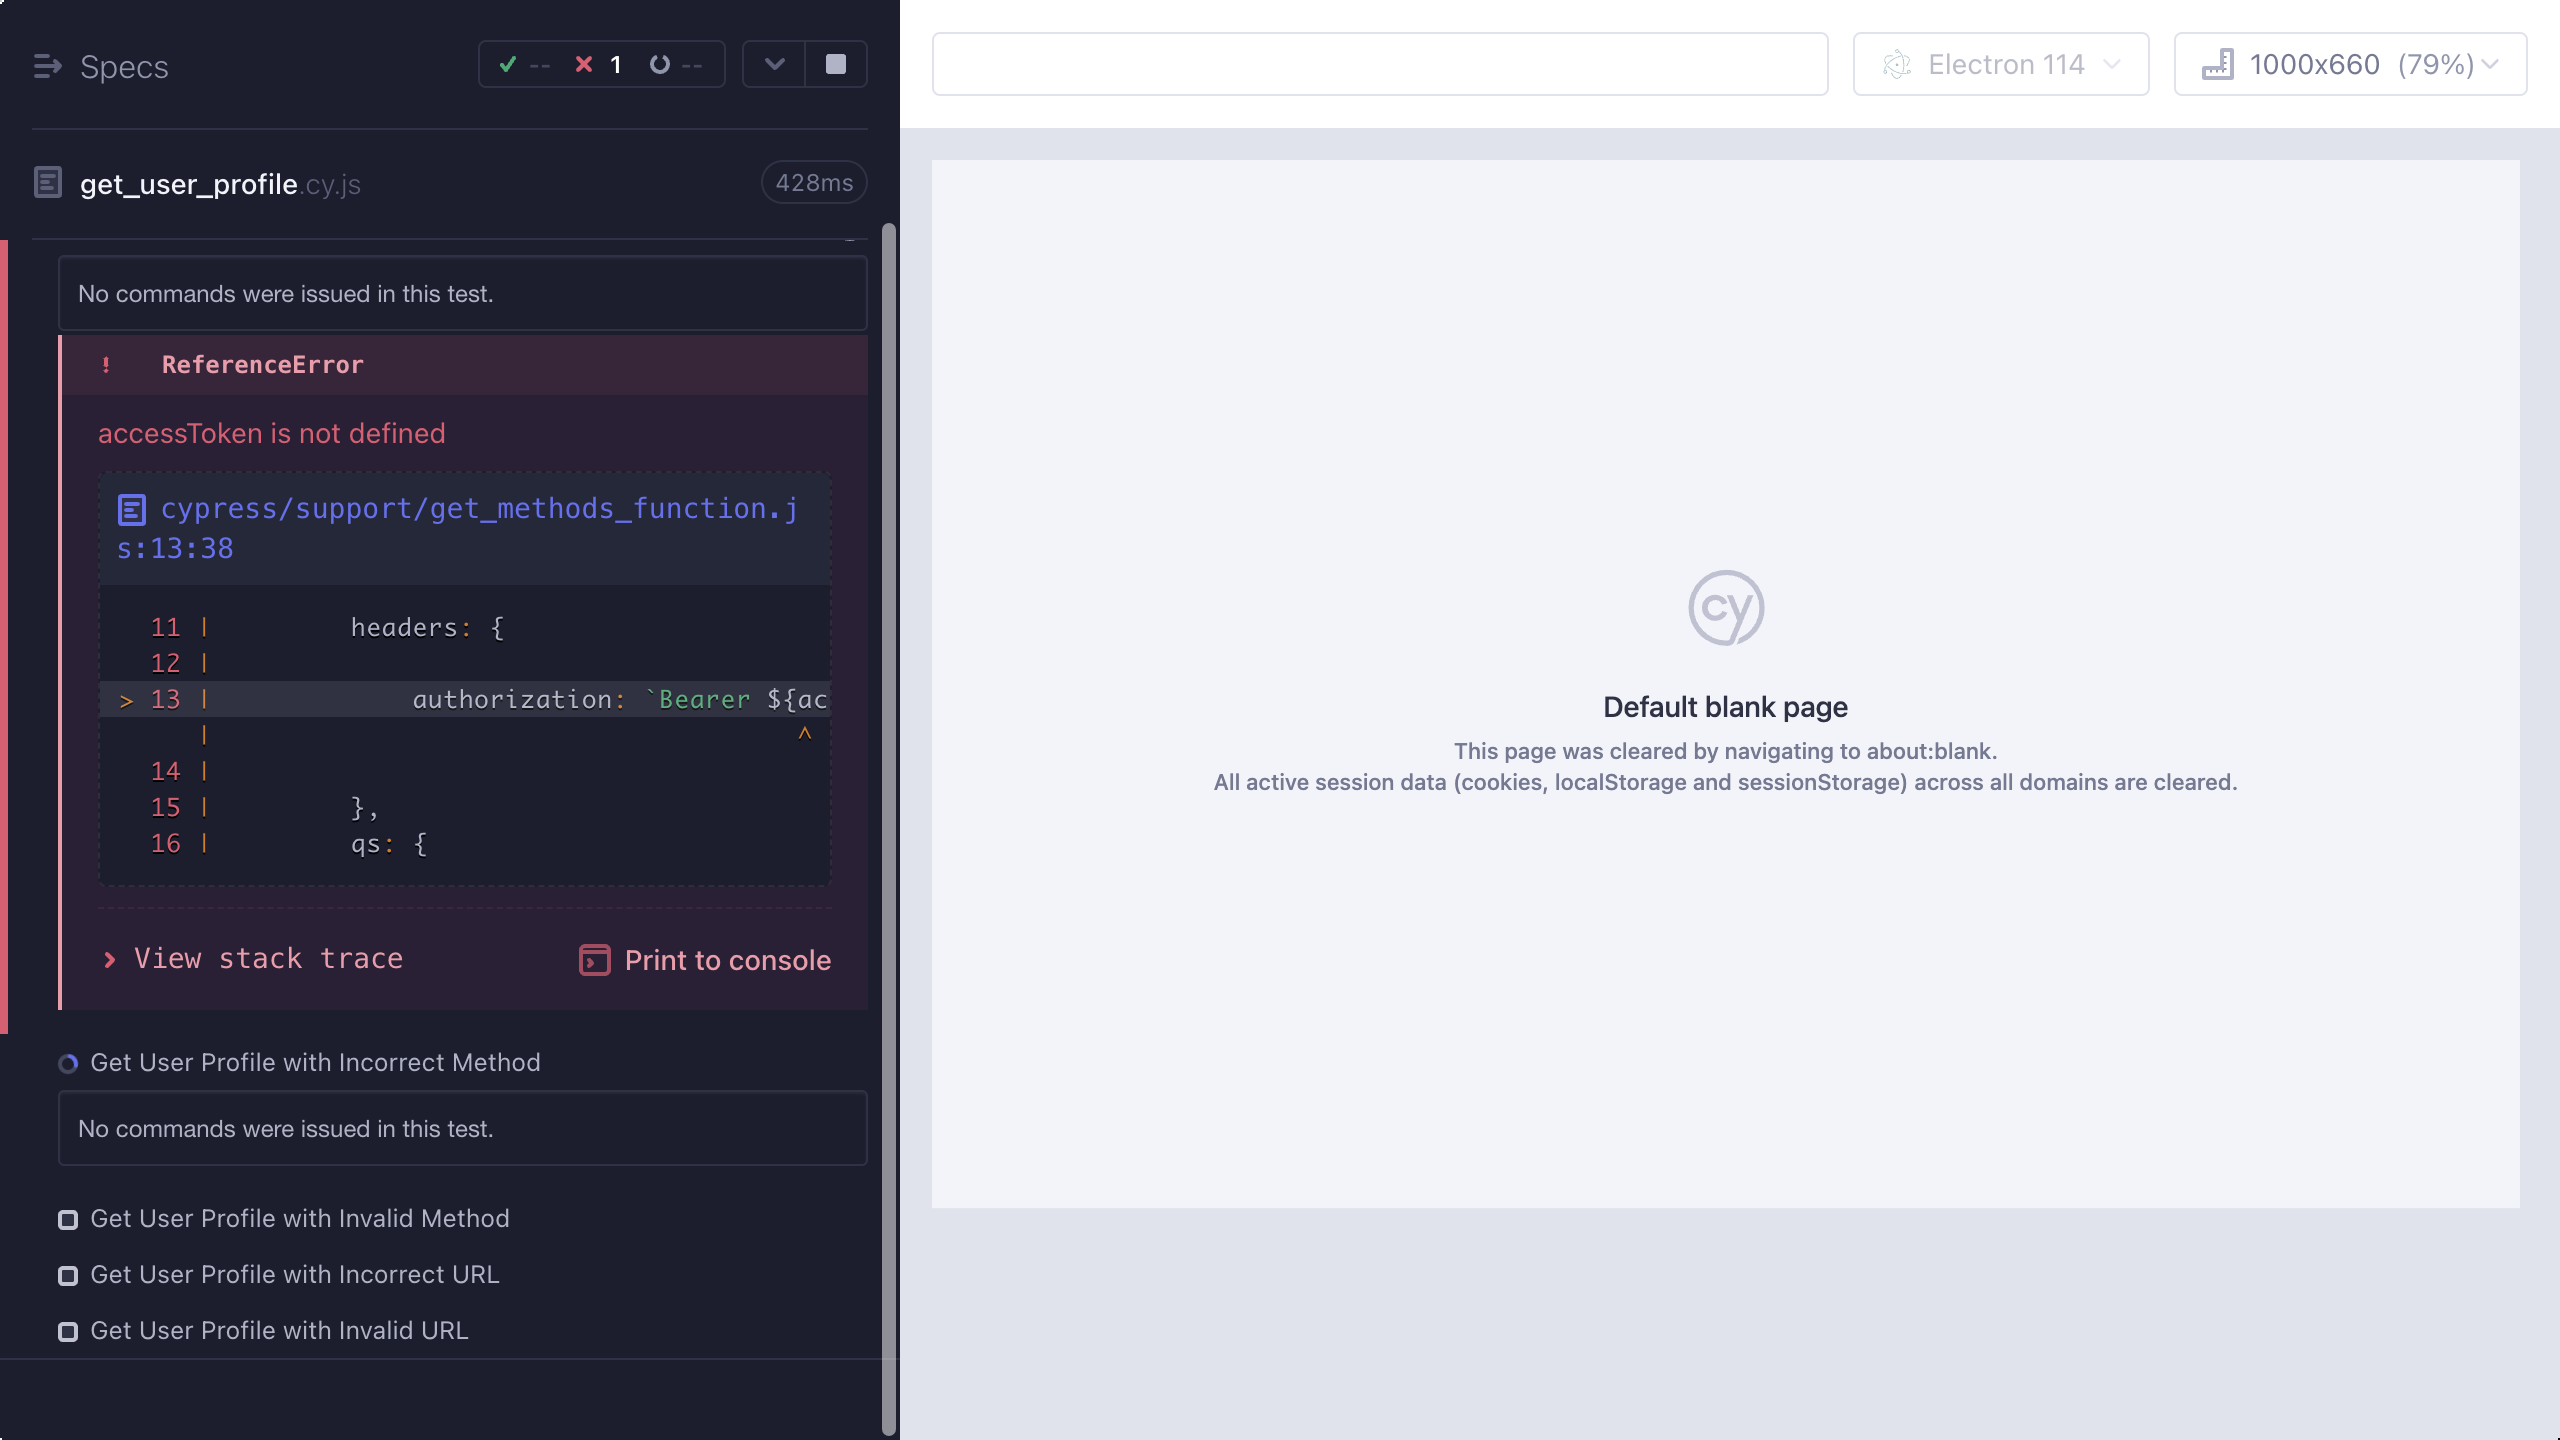 Specs
-- 1 --
get_user_profile.cy.js
428ms
No commands were issued in this test.
! ReferenceError
accessToken is not defined
cypress/support/get_methods_function.j
s:13:38
11 | headers: {
12 |
> 13 | authorization: `Bearer ${ac
| ^
14 |
15 | },
16 | qs: {
View stack trace
Print to console
Get User Profile with Incorrect Method
No commands were issued in this test.
Get User Profile with Invalid Method
Get User Profile with Incorrect URL
Get User Profile with Invalid URL
Electron 114
1000x660 (79%)
cy
Default blank page
This page was cleared by navigating to about:blank.
All active session data (cookies, localStorage and sessionStorage) across all domains are cleared.